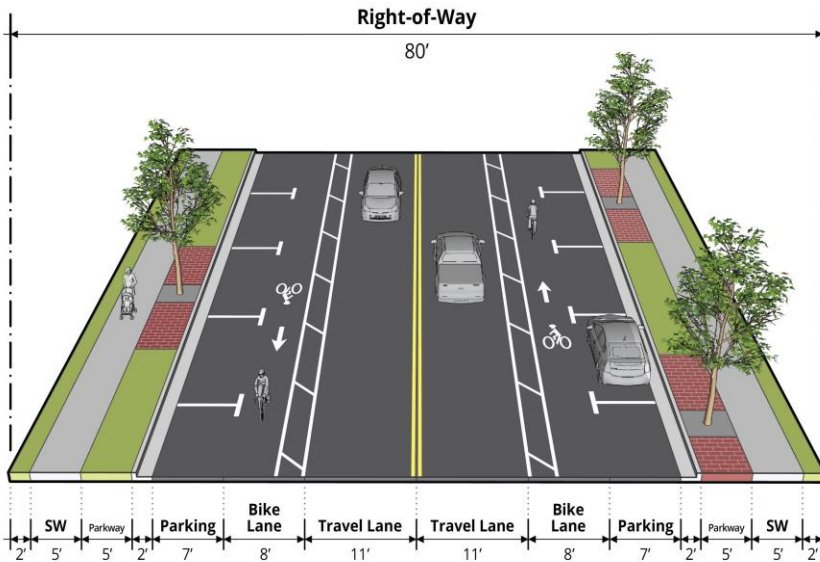 Right-of-Way
80'
SW Parkway Parking Bike Lane Travel Lane Travel Lane Bike Lane Parking Parkway SW
2' 5' 5' 2' 7' 8' 11' 11' 8' 7' 2' 5' 5' 2'